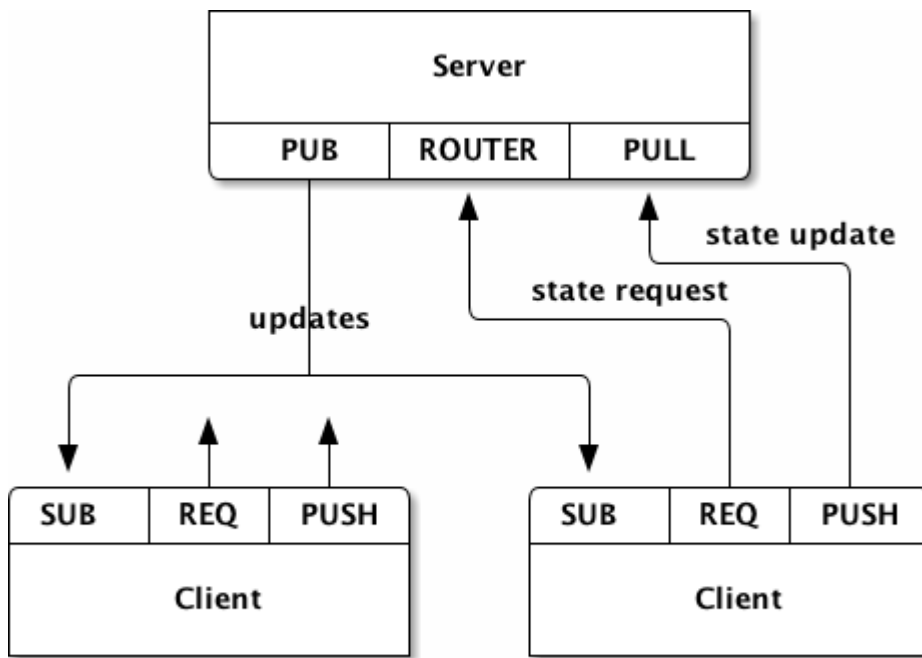 Server
PUB ROUTER PULL
state update
state request
updates
SUB REQ PUSH SUB REQ PUSH
Client Client